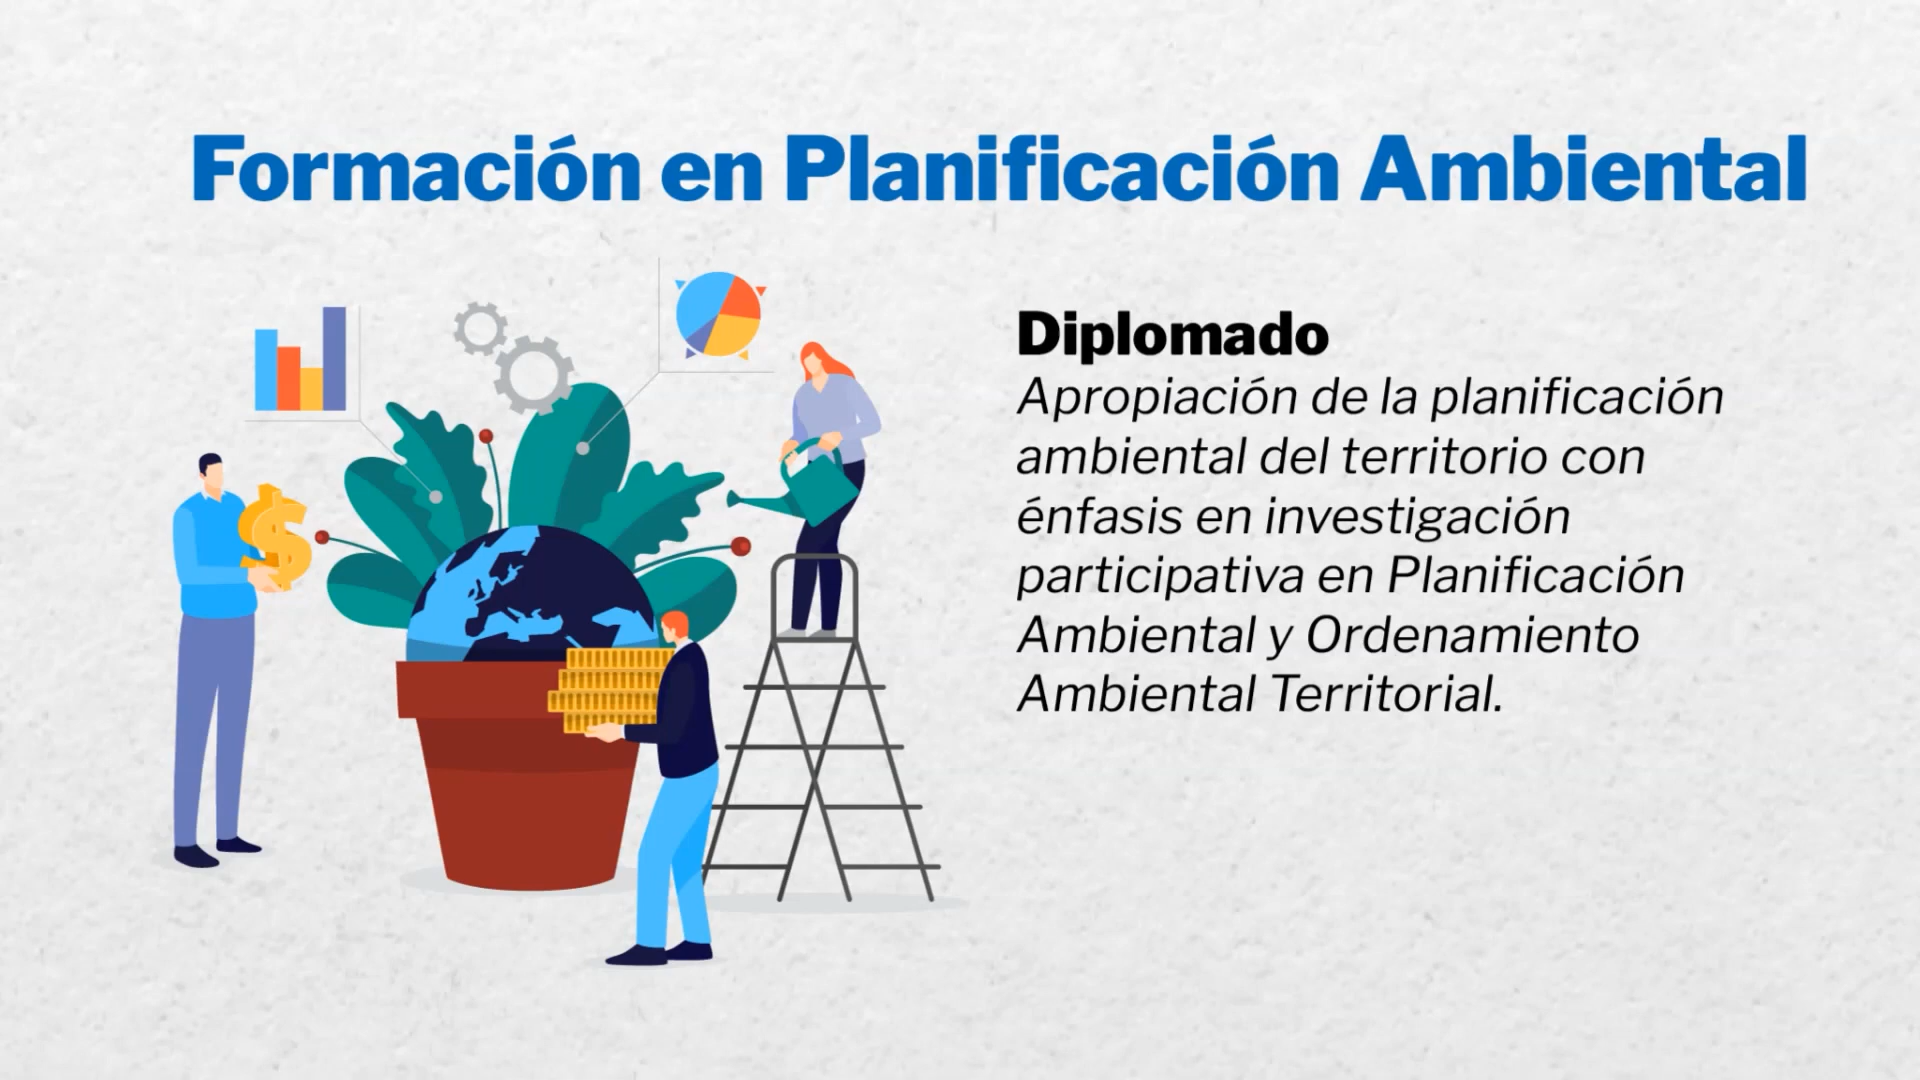 Formación en Planificación Ambiental
Diplomado
Apropiación de la planificación
ambiental del territorio con
énfasis en investigación
participativa en Planificación
Ambiental y Ordenamiento
Ambiental Territorial.